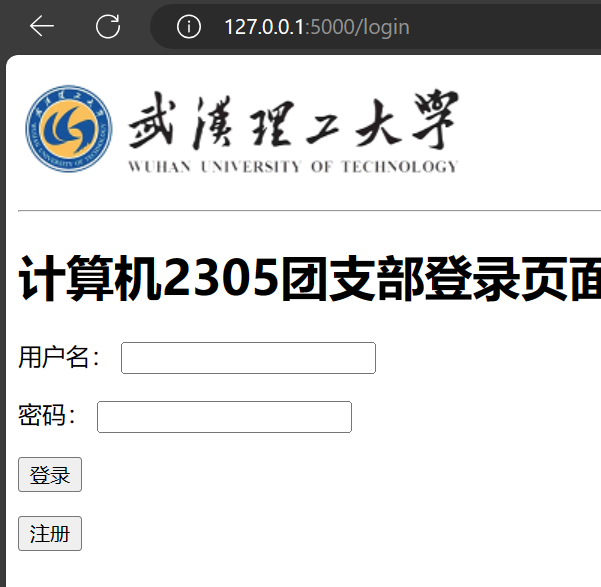 127.0.0.1:5000/login
武漢理工大學
WUHAN UNIVERSITY OF TECHNOLOGY
计算机2305团支部登录页面
用户名：
密码：
登录
注册